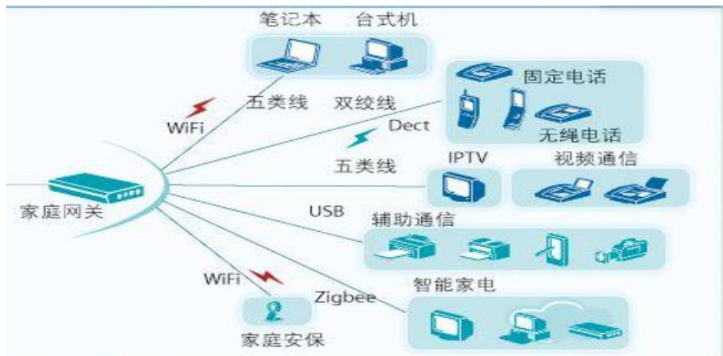 笔记本 台式机
五类线 双绞线
WiFi
固定电话
无绳电话
Dect
五类线
IPTV 视频通信
家庭网关
USB
辅助通信
WiFi
Zigbee
智能家电
家庭安保